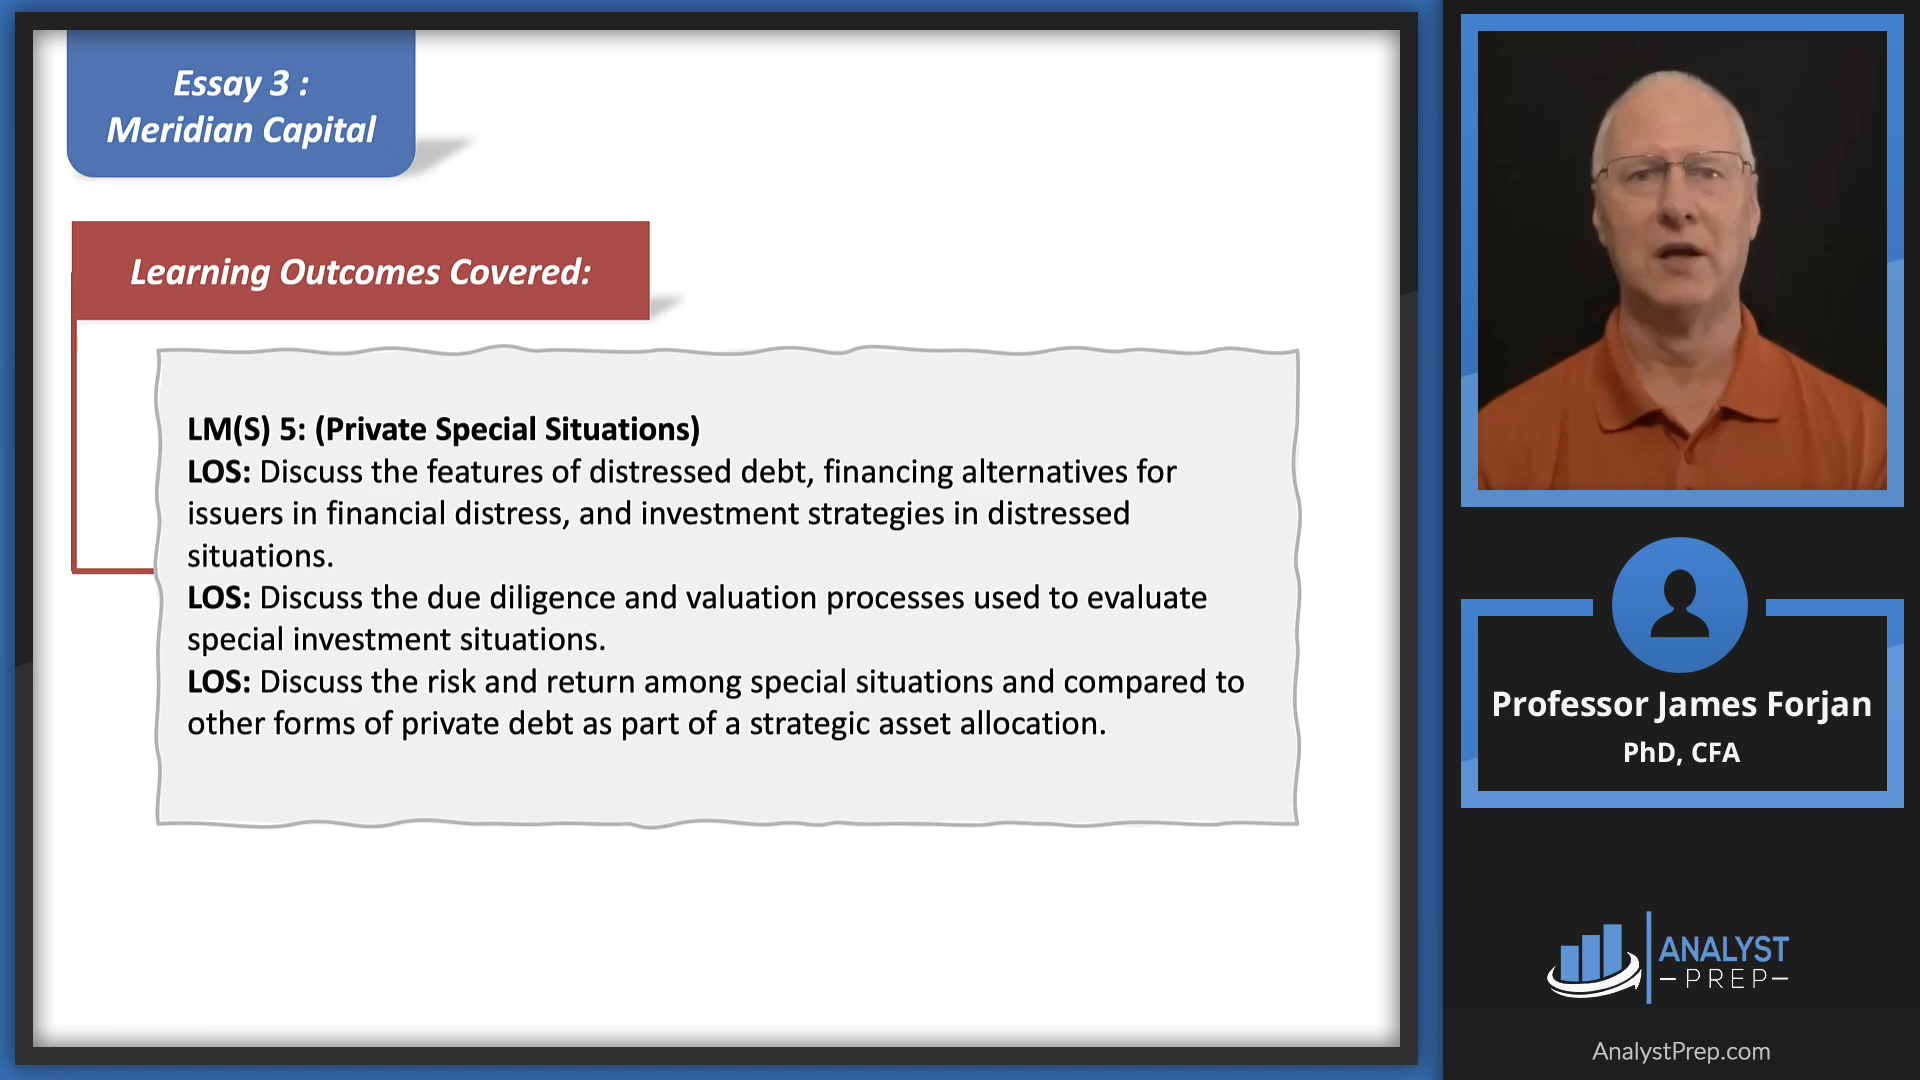 Essay 3 :
Meridian Capital
Learning Outcomes Covered:
LM(S) 5: (Private Special Situations)
LOS: Discuss the features of distressed debt, financing alternatives for
issuers in financial distress, and investment strategies in distressed
situations.
LOS: Discuss the due diligence and valuation processes used to evaluate
special investment situations.
LOS: Discuss the risk and return among special situations and compared to
other forms of private debt as part of a strategic asset allocation.
Professor James Forjan
PhD, CFA
ANALYST
PREP
AnalystPrep.com